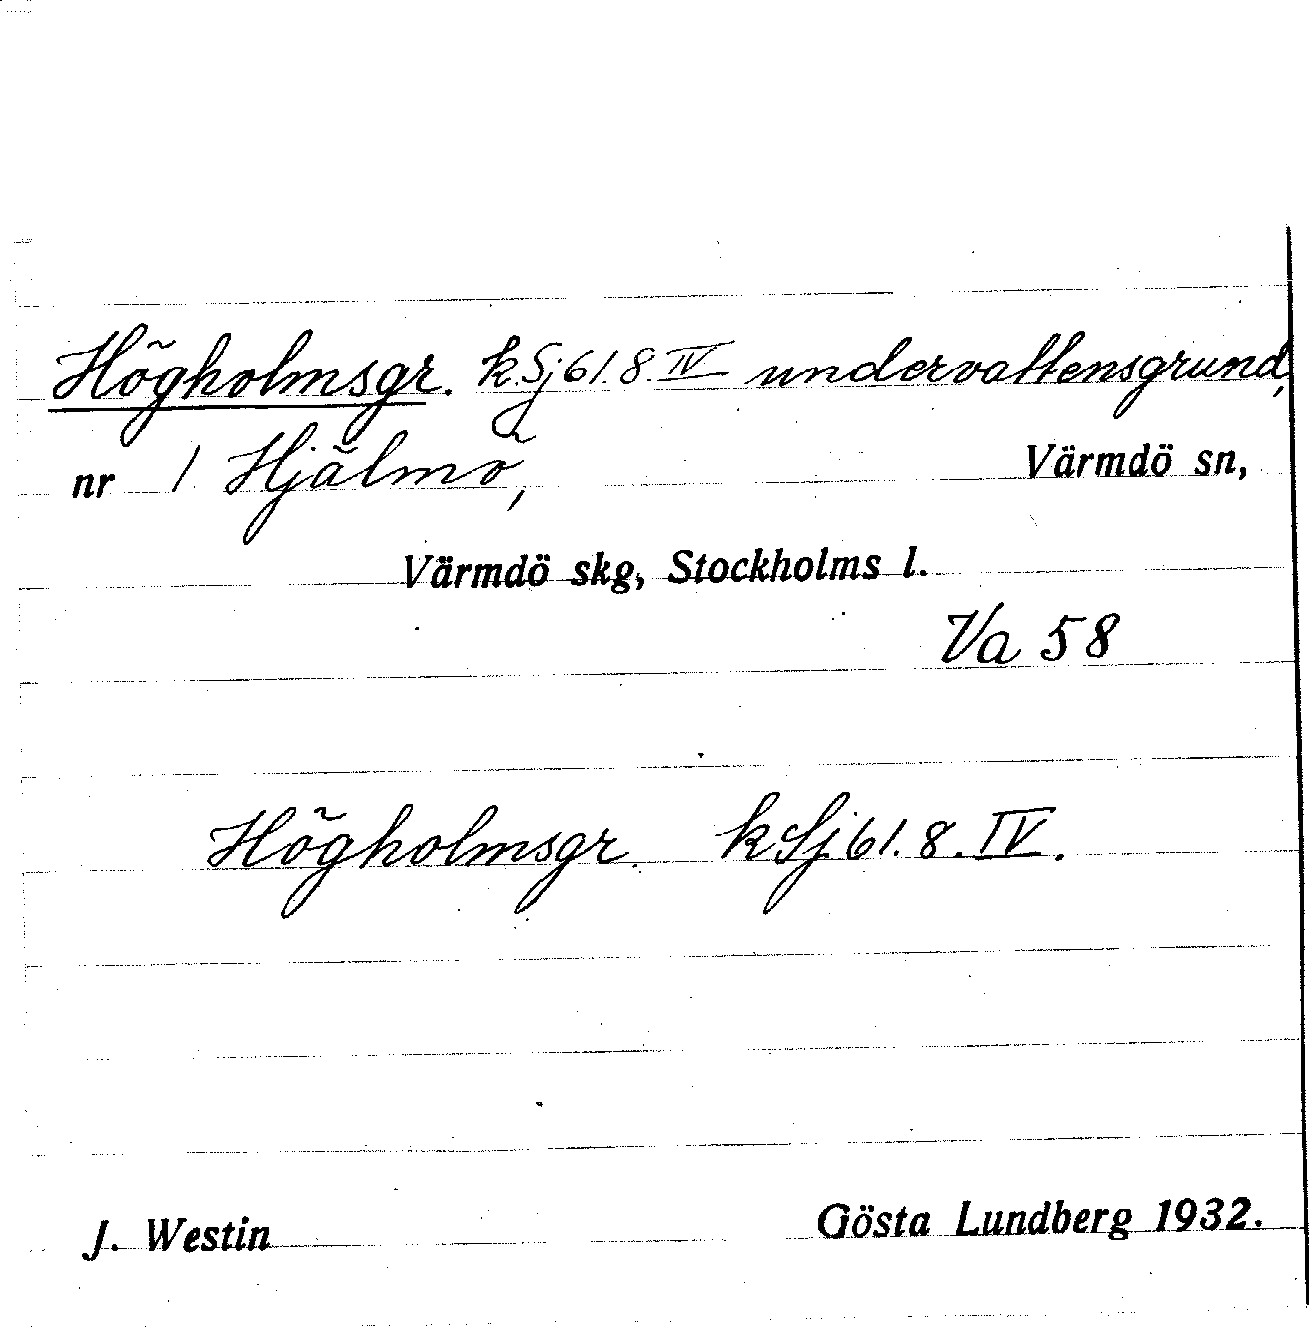 Högholmsgr. k.Sj 61.8.IV undervattensgrund,
nr 1 Hjälmö, Värmdö sn,
Värmdö skg, Stockholms l.
Va 58
Högholmsgr. k Sj.61.8.IV.
J. Westin Gösta Lundberg 1932.